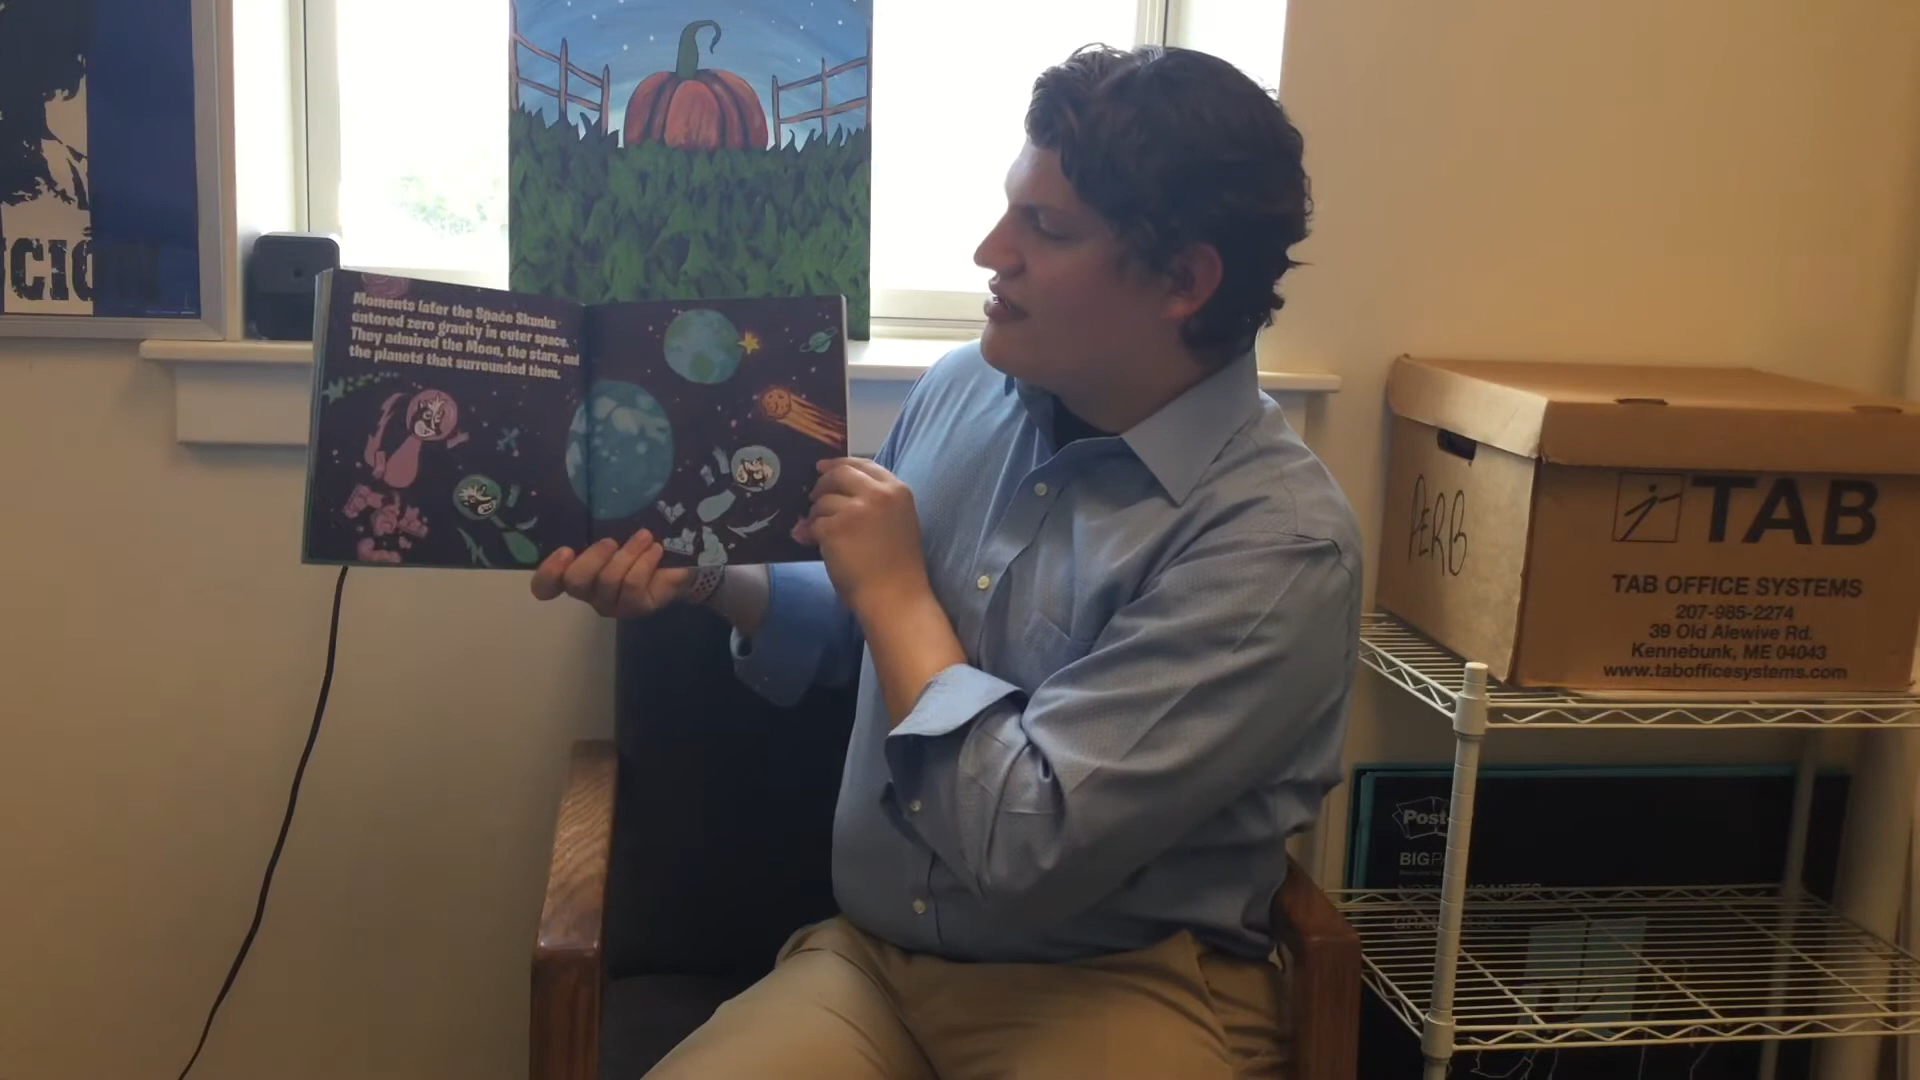 CIÓN
Moments later the Space Skunks
entered zero gravity in outer space.
They admired the Moon, the stars, and
the planets that surrounded them.
PERB
TAB
TAB OFFICE SYSTEMS
207-985-2274
39 Old Alewive Rd.
Kennebunk, ME 04043
www.tabofficesystems.com
Post-
BIG PA